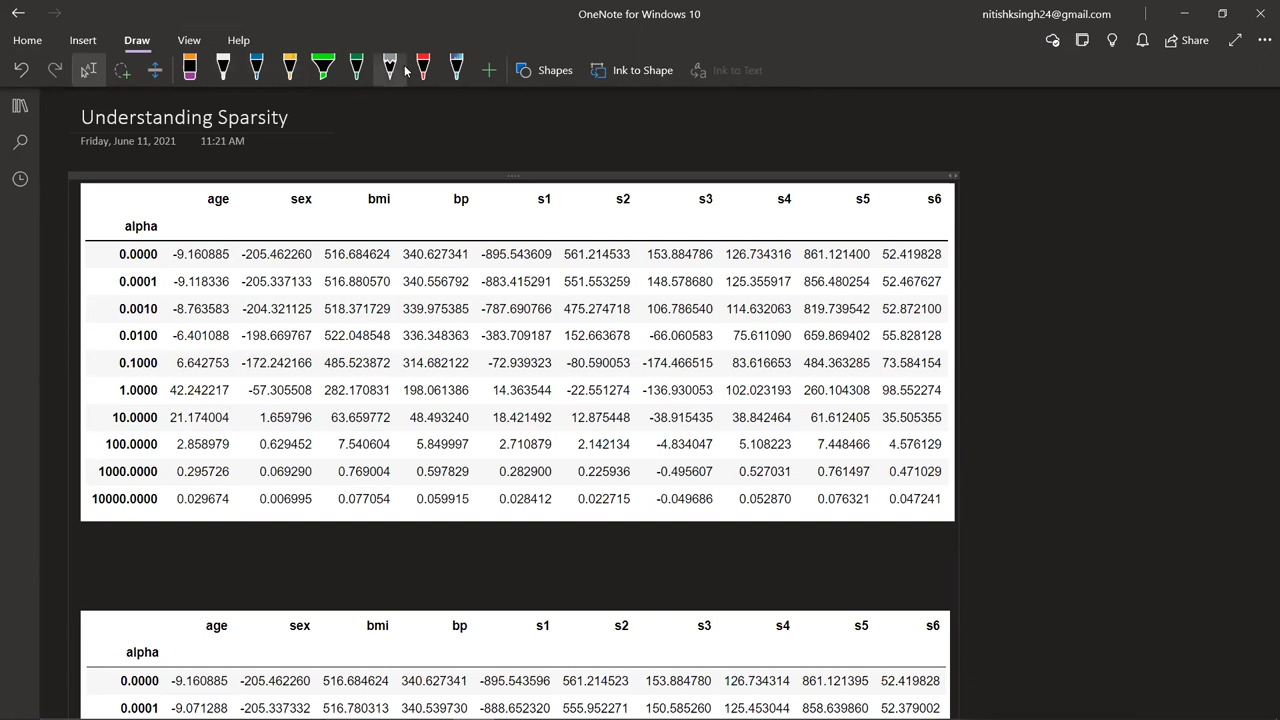 OneNote for Windows 10
nitishksingh24@gmail.com
Home Insert Draw View Help
Share
Shapes Ink to Shape Ink to Text
Understanding Sparsity
Friday, June 11, 2021 11:21 AM
age sex bmi bp s1 s2 s3 s4 s5 s6
alpha
0.0000 -9.160885 -205.462260 516.684624 340.627341 -895.543609 561.214533 153.884786 126.734316 861.121400 52.419828
0.0001 -9.118336 -205.337133 516.880570 340.556792 -883.415291 551.553259 148.578680 125.355917 856.480254 52.467627
0.0010 -8.763583 -204.321125 518.371729 339.975385 -787.690766 475.274718 106.786540 114.632063 819.739542 52.872100
0.0100 -6.401088 -198.669767 522.048548 336.348363 -383.709187 152.663678 -66.060583 75.611090 659.869402 55.828128
0.1000 6.642753 -172.242166 485.523872 314.682122 -72.939323 -80.590053 -174.466515 83.616653 484.363285 73.584154
1.0000 42.242217 -57.305508 282.170831 198.061386 14.363544 -22.551274 -136.930053 102.023193 260.104308 98.552274
10.0000 21.174004 1.659796 63.659772 48.493240 18.421492 12.875448 -38.915435 38.842464 61.612405 35.505355
100.0000 2.858979 0.629452 7.540604 5.849997 2.710879 2.142134 -4.834047 5.108223 7.448466 4.576129
1000.0000 0.295726 0.069290 0.769004 0.597829 0.282900 0.225936 -0.495607 0.527031 0.761497 0.471029
10000.0000 0.029674 0.006995 0.077054 0.059915 0.028412 0.022715 -0.049686 0.052870 0.076321 0.047241
age sex bmi bp s1 s2 s3 s4 s5 s6
alpha
0.0000 -9.160885 -205.462260 516.684624 340.627341 -895.543596 561.214523 153.884780 126.734314 861.121395 52.419828
0.0001 -9.071288 -205.337332 516.780313 340.539730 -888.652320 555.952271 150.585260 125.453044 858.639860 52.379002